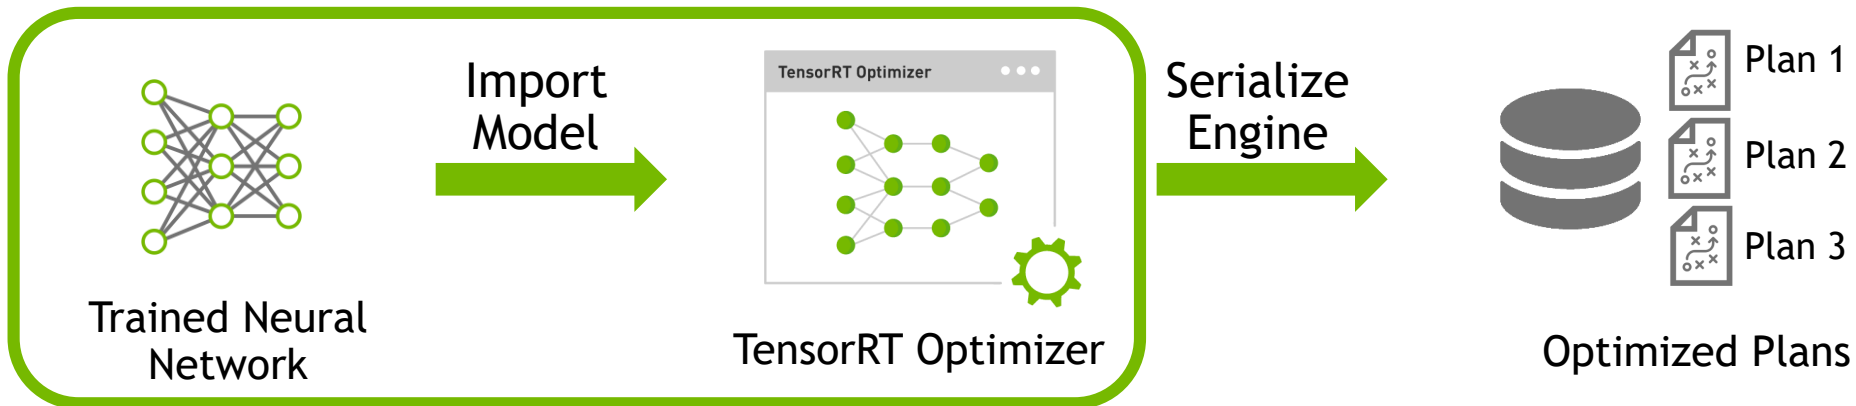 Import
Model
TensorRT Optimizer
Serialize
Engine
Plan 1
Plan 2
Plan 3
Trained Neural
Network
TensorRT Optimizer
Optimized Plans